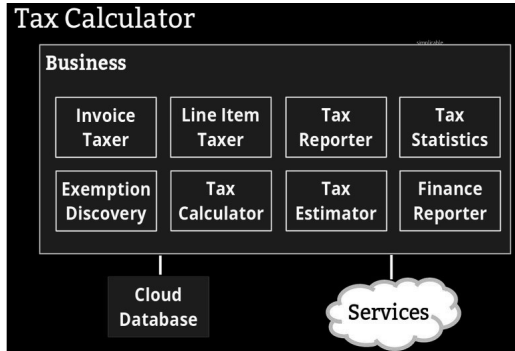 Tax Calculator
Business
Invoice
Taxer
Line Item
Taxer
Tax
Reporter
Tax
Statistics
Exemption
Discovery
Tax
Calculator
Tax
Estimator
Finance
Reporter
Cloud
Database
Services